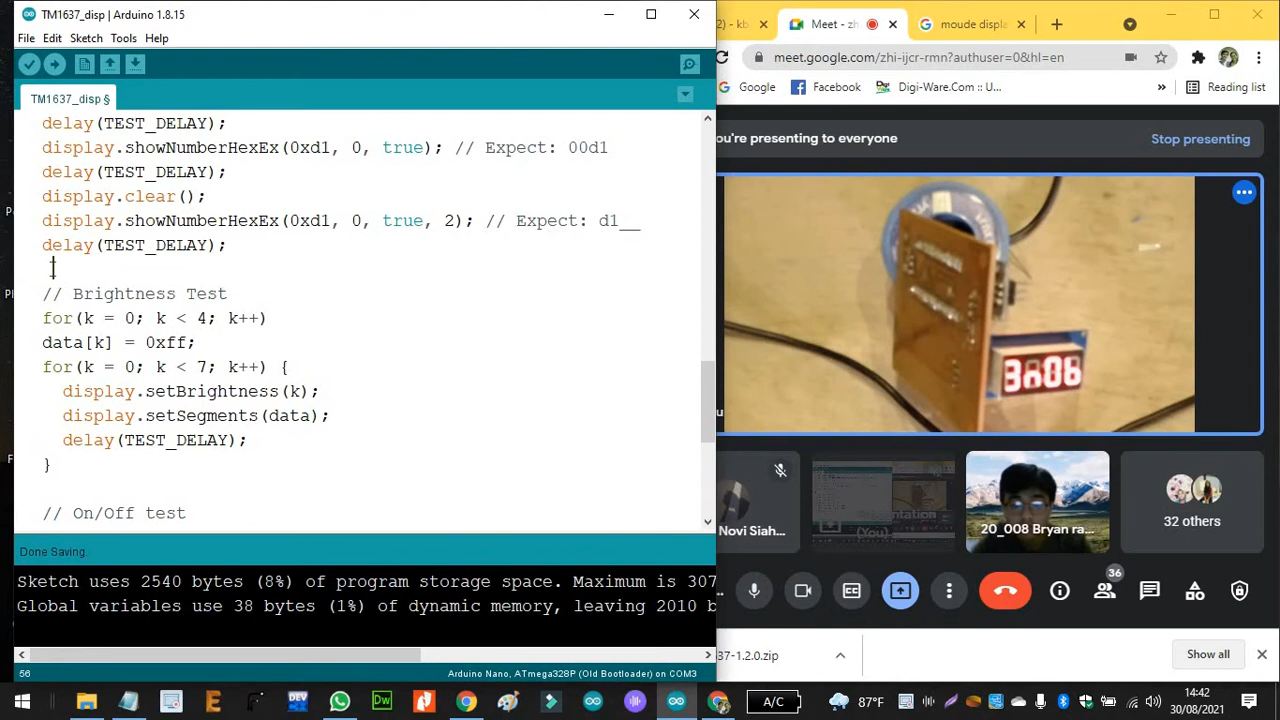 TM1637_disp | Arduino 1.8.15
File Edit Sketch Tools Help
TM1637_disp §
delay(TEST_DELAY);
display.showNumberHexEx(0xd1, 0, true); // Expect: 00d1
delay(TEST_DELAY);
display.clear();
display.showNumberHexEx(0xd1, 0, true, 2); // Expect: d1__
delay(TEST_DELAY);
// Brightness Test
for(k = 0; k < 4; k++)
data[k] = 0xff;
for(k = 0; k < 7; k++) {
display.setBrightness(k);
display.setSegments(data);
delay(TEST_DELAY);
}
// On/Off test
Done Saving.
Sketch uses 2540 bytes (8%) of program storage space. Maximum is 307
Global variables use 38 bytes (1%) of dynamic memory, leaving 2010 b
56
Arduino Nano, ATmega328P (Old Bootloader) on COM3
2) - kb
Meet - zh
moude displ
meet.google.com/zhi-ijcr-rmn?authuser=0&hl=en
Google
Facebook
Digi-Ware.Com :: U...
»
Reading list
ou're presenting to everyone
Stop presenting
u
Novi Siah...
(You)
20_008 Bryan ra...
32 others
36
37-1.2.0.zip
Show all
DEV
Dw
A/C
87°F
14:42
30/08/2021